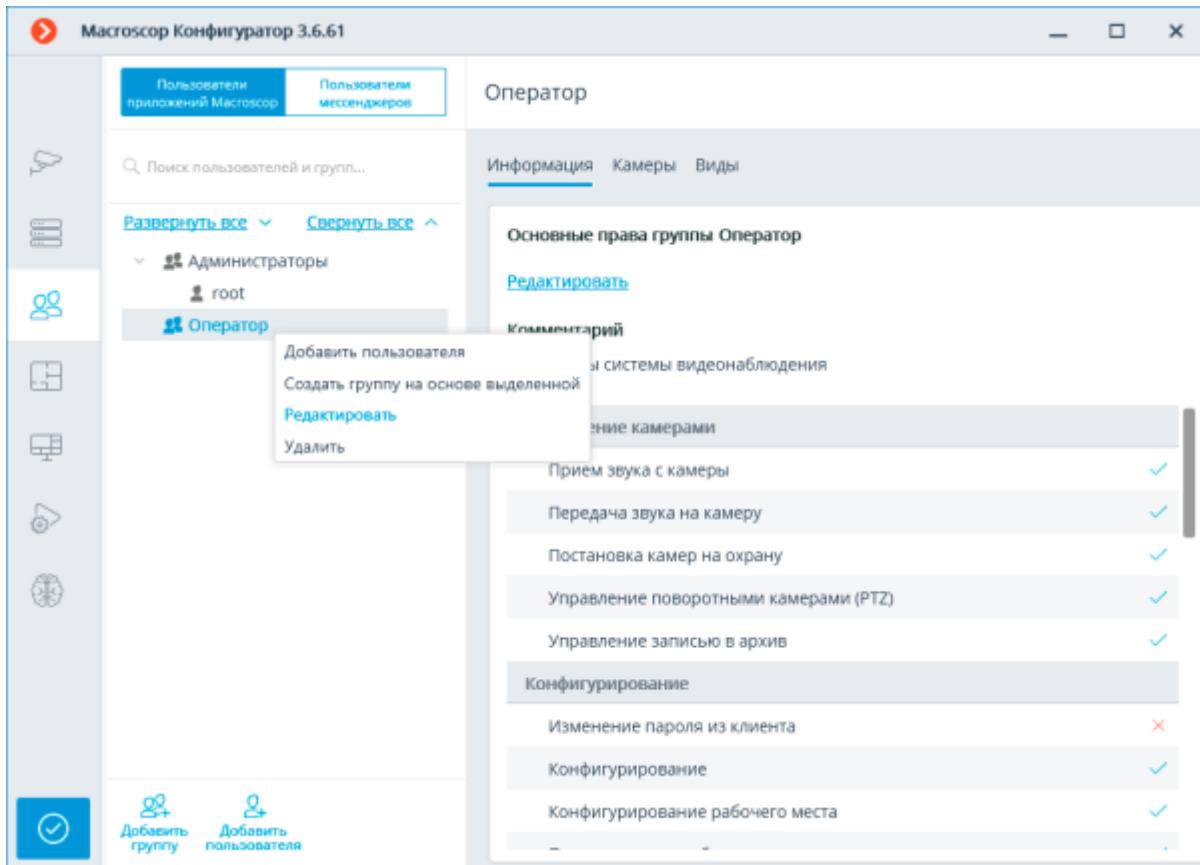 Macroscop Конфигуратор 3.6.61
Пользователи
приложений Macroscop
Пользователи
мессенджеров
Поиск пользователей и групп...
Развернуть все
Свернуть все
Администраторы
root
Оператор
Добавить пользователя
Создать группу на основе выделенной
Редактировать
Удалить
Добавить
группу
Добавить
пользователя
Оператор
Информация Камеры Виды
Основные права группы Оператор
Редактировать
Комментарий
системы видеонаблюдения
камерами
Прием звука с камеры
Передача звука на камеру
Постановка камер на охрану
Управление поворотными камерами (PTZ)
Управление записью в архив
Конфигурирование
Изменение пароля из клиента
Конфигурирование
Конфигурирование рабочего места